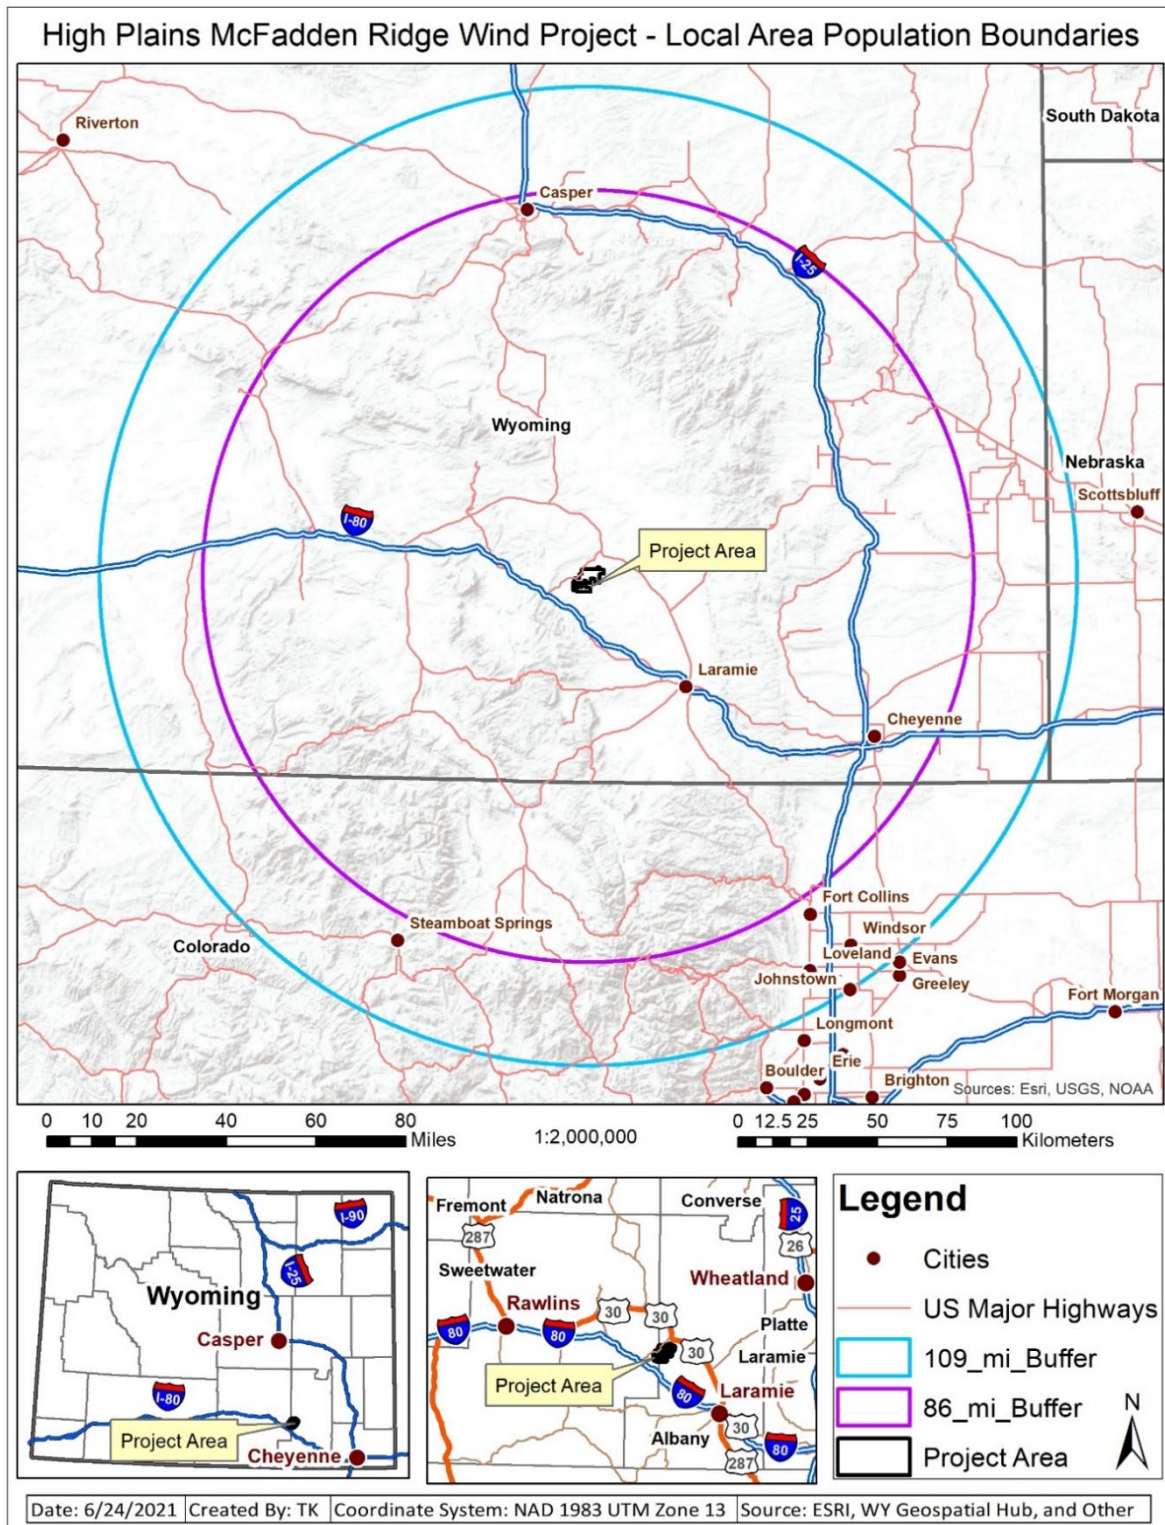 High Plains McFadden Ridge Wind Project - Local Area Population Boundaries
South Dakota
Riverton
Casper
I-25
Wyoming
Nebraska
Scottsbluff
I-80
Project Area
Laramie
Cheyenne
Fort Collins
Steamboat Springs
Windsor
Colorado
Loveland
Evans
Johnstown
Greeley
Fort Morgan
Longmont
Erie
Boulder
Brighton
Sources: Esri, USGS, NOAA
0 10 20 40 60 80 Miles
1:2,000,000
0 12.5 25 50 75 100 Kilometers
I-90
I-25
Wyoming
Casper
I-80
Project Area
Cheyenne
Natrona
Converse
Fremont
25
287
26
Sweetwater
Wheatland
Rawlins
30
30
80
80
Platte
30
Laramie
Project Area
80
Laramie
30
Albany
80
287
Legend
Cities
US Major Highways
109_mi_Buffer
86_mi_Buffer
N
Project Area
Date: 6/24/2021 Created By: TK Coordinate System: NAD 1983 UTM Zone 13 Source: ESRI, WY Geospatial Hub, and Other